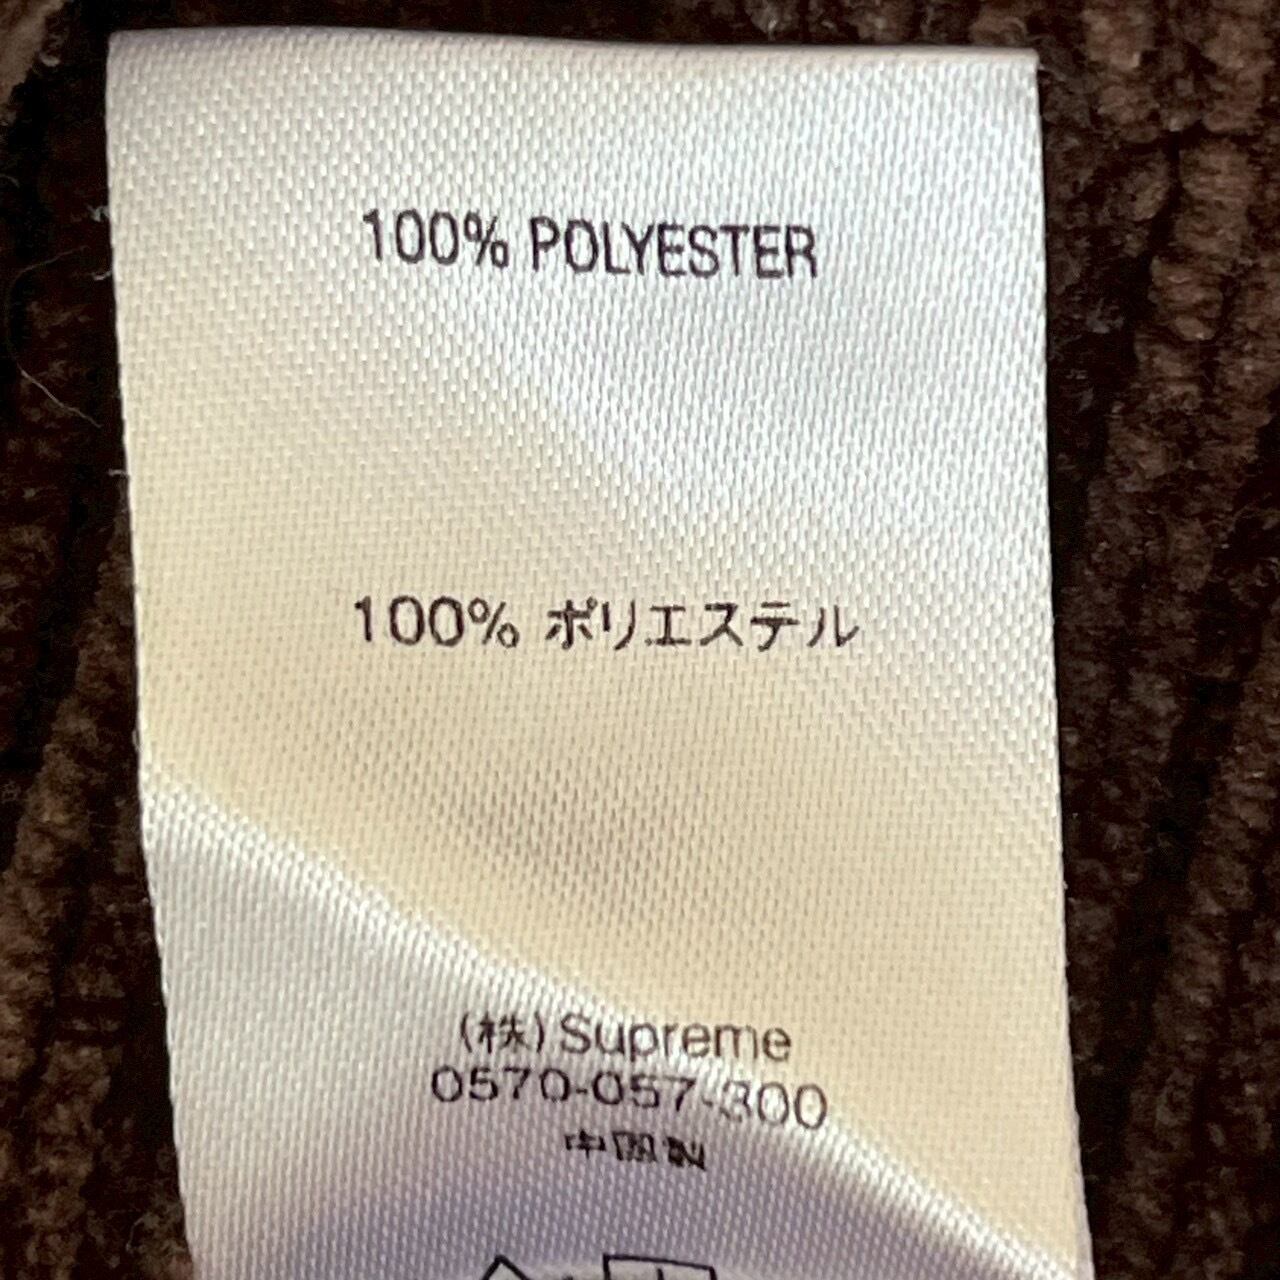 100% POLYESTER
100% ポリエステル
(株)Supreme
0570-057-300
中国製